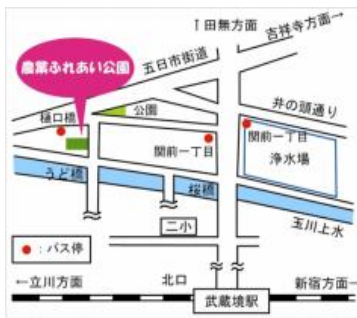 ↑田無方面
吉祥寺方面→
五日市街道
農業ふれあい公園
樋口橋
公園
井の頭通り
関前一丁目
関前一丁目
浄水場
うど橋
桜橋
玉川上水
二小
●：バス停
←立川方面
北口
新宿方面→
武蔵境駅